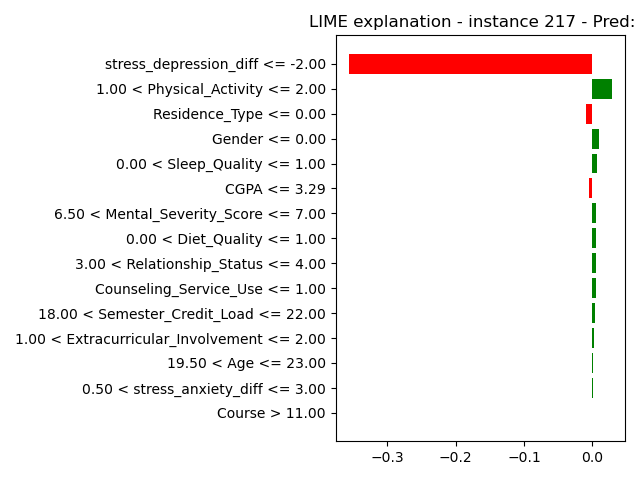 LIME explanation - instance 217 - Pred:
stress_depression_diff <= -2.00
1.00 < Physical_Activity <= 2.00
Residence_Type <= 0.00
Gender <= 0.00
0.00 < Sleep_Quality <= 1.00
CGPA <= 3.29
6.50 < Mental_Severity_Score <= 7.00
0.00 < Diet_Quality <= 1.00
3.00 < Relationship_Status <= 4.00
Counseling_Service_Use <= 1.00
18.00 < Semester_Credit_Load <= 22.00
1.00 < Extracurricular_Involvement <= 2.00
19.50 < Age <= 23.00
0.50 < stress_anxiety_diff <= 3.00
Course > 11.00
−0.3 −0.2 −0.1 0.0